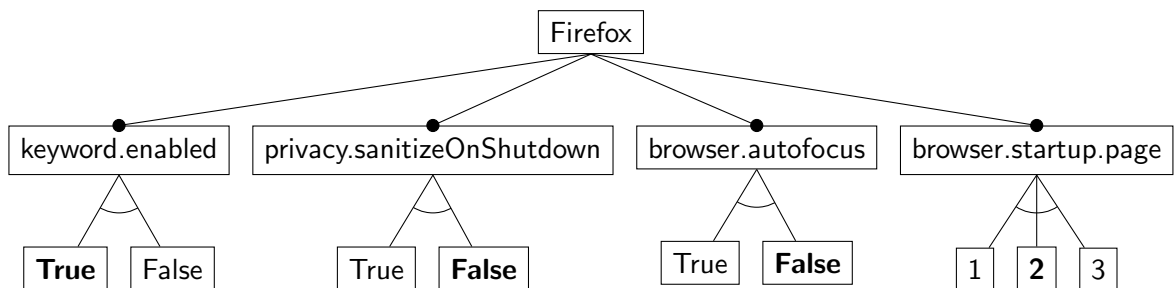 Firefox
keyword.enabled privacy.sanitizeOnShutdown browser.autofocus browser.startup.page
True False True False True False 1 2 3